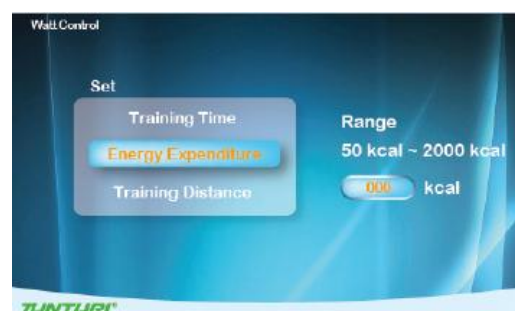 Watt Control
Set
Training Time
Energy Expenditure
Training Distance
Range
50 kcal ~ 2000 kcal
000 kcal
TUNTURI®